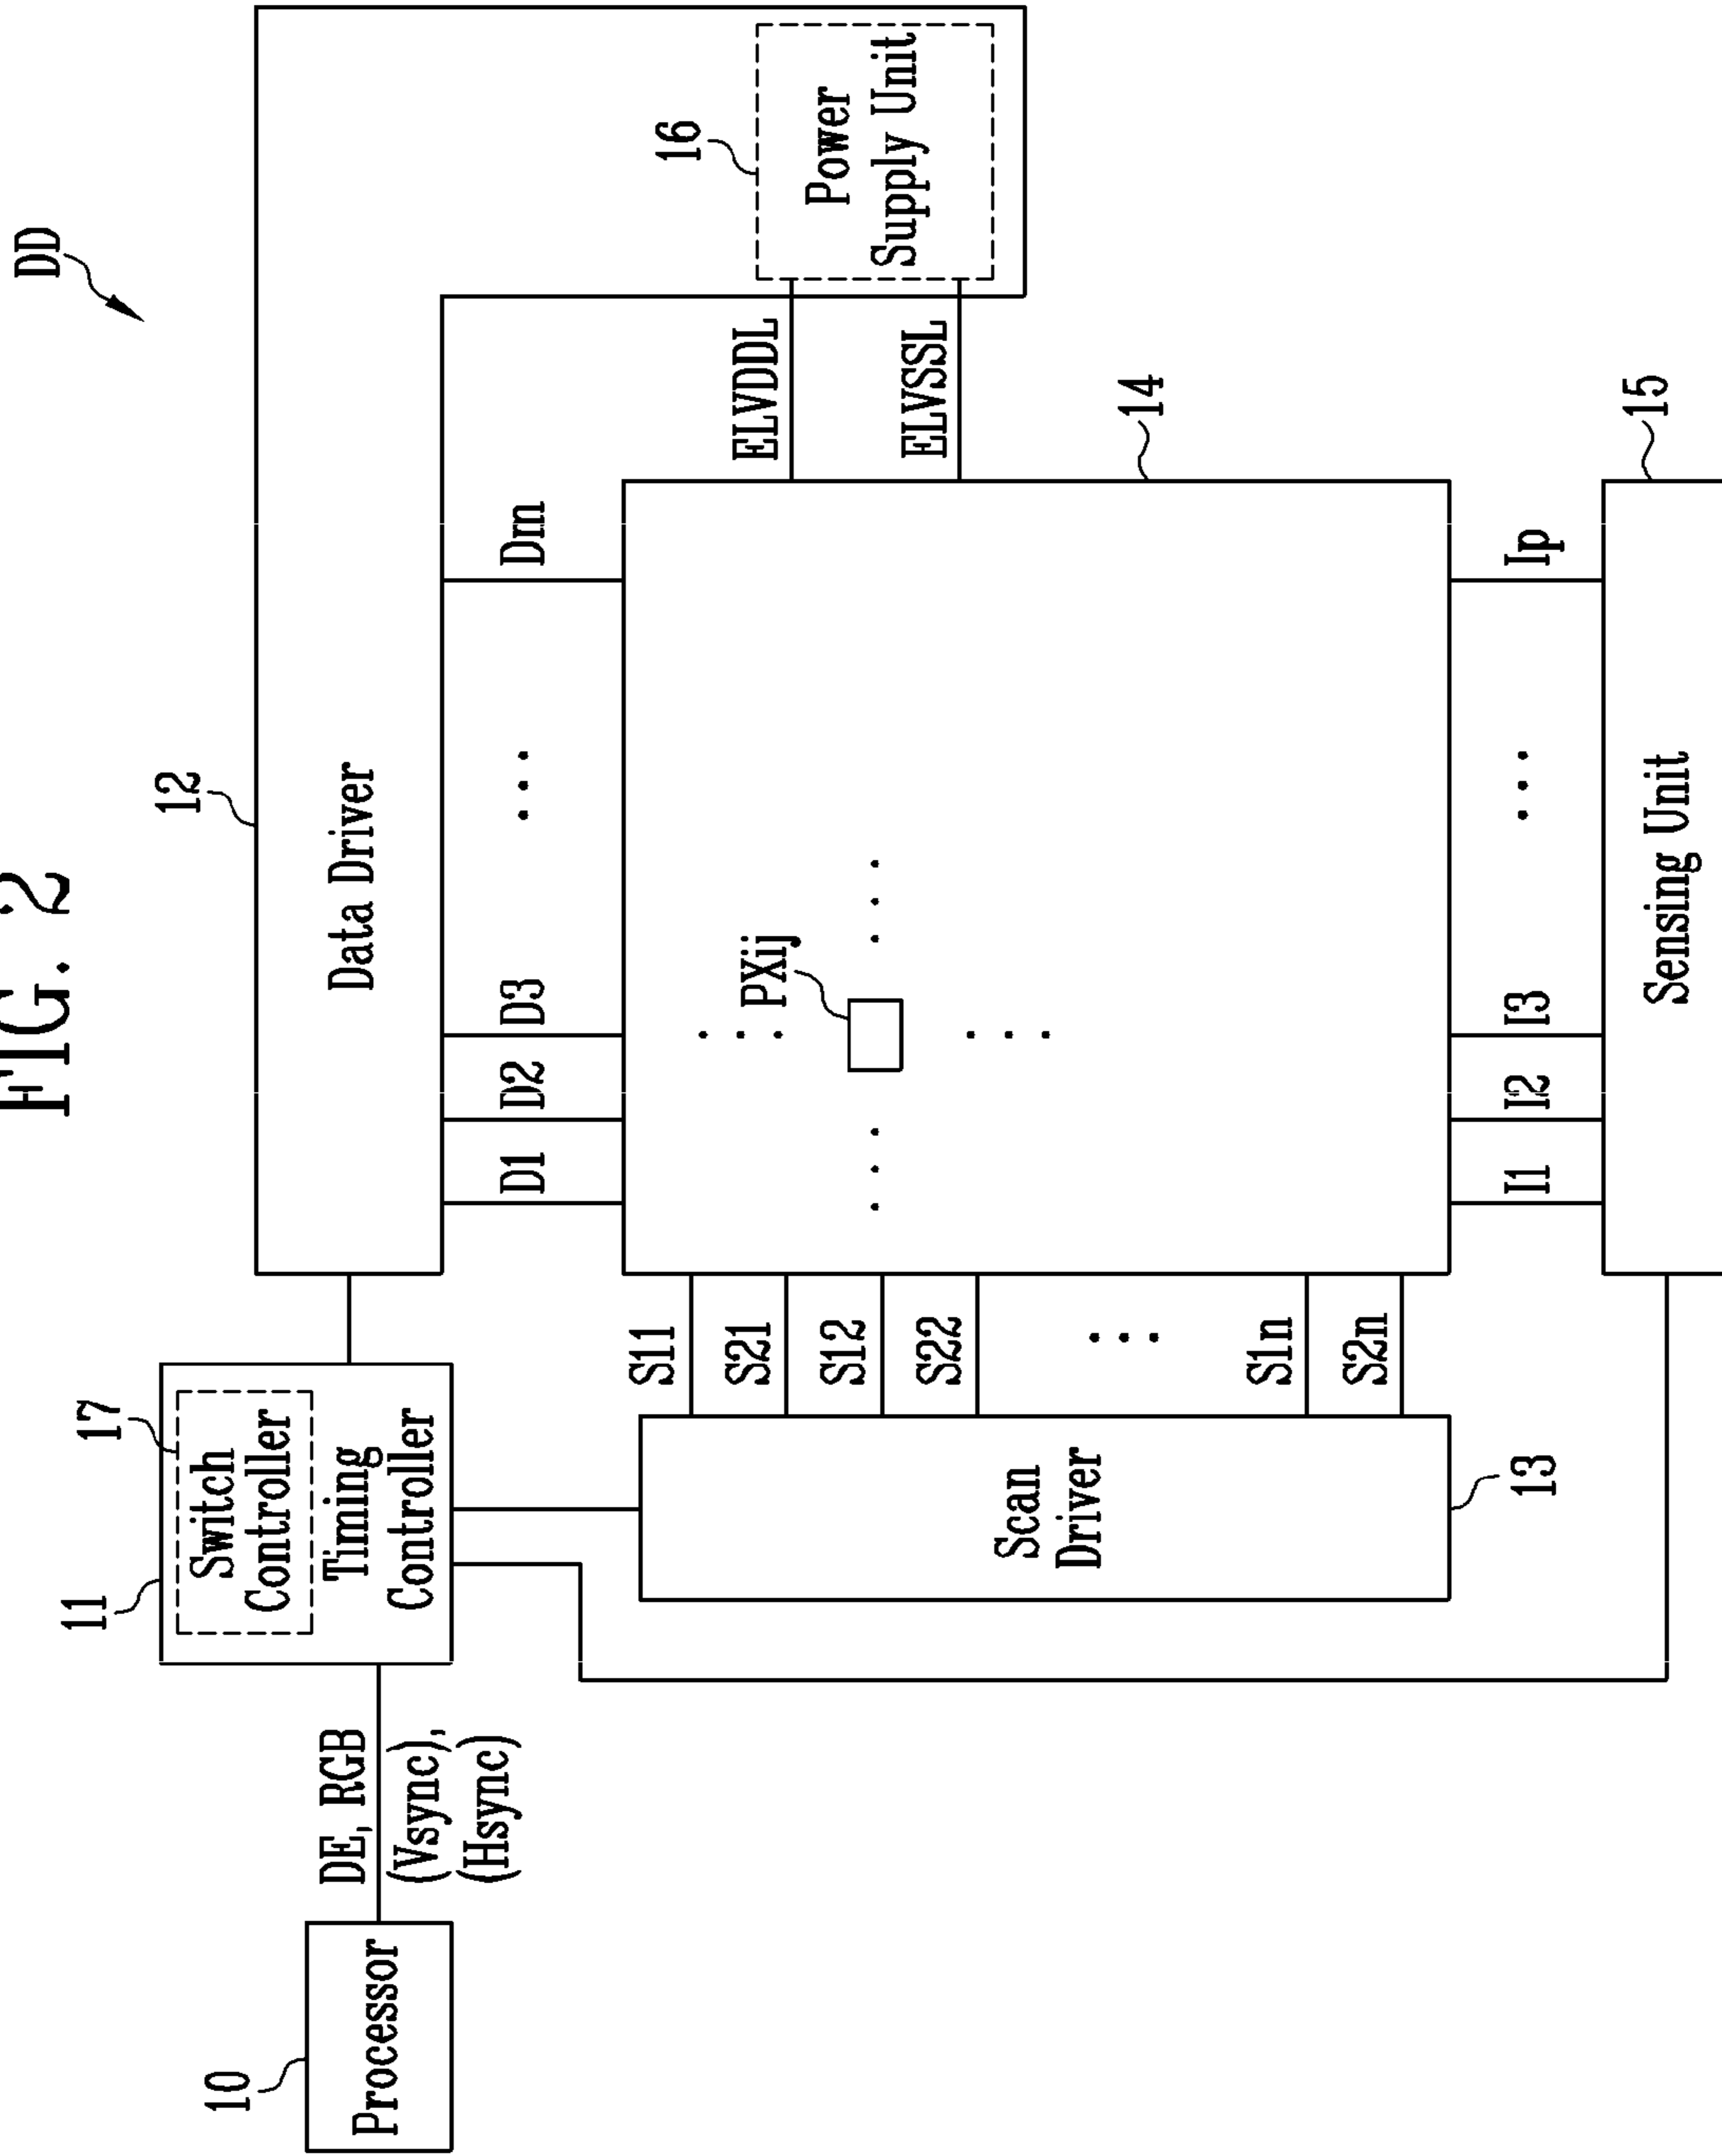 FIG. 2
DD
10
Processor
DE, RGB
(Vsync),
(Hsync)
11
17
Switch
Controller
Timing
Controller
12
Data Driver
16
Power
Supply Unit
D1
D2
D3
...
Dm
ELVDDL
ELVSSL
S11
S21
S12
S22
...
S1n
S2n
Scan
Driver
13
PXij
14
I1
I2
I3
...
Ip
15
Sensing Unit